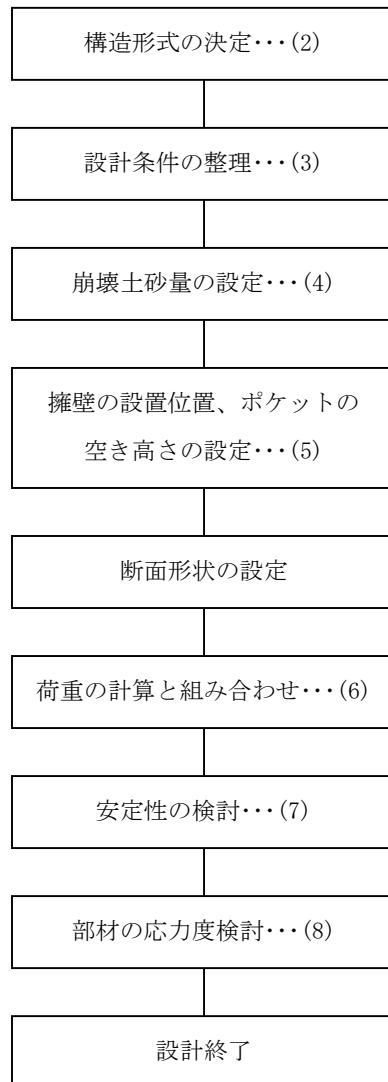 構造形式の決定･･･(2)
設計条件の整理･･･(3)
崩壊土砂量の設定･･･(4)
擁壁の設置位置、ポケットの
空き高さの設定･･･(5)
断面形状の設定
荷重の計算と組み合わせ･･･(6)
安定性の検討･･･(7)
部材の応力度検討･･･(8)
設計終了